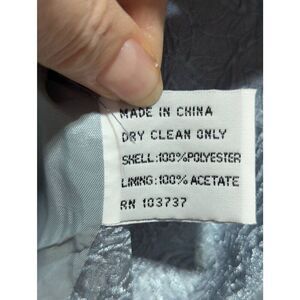 MADE IN CHINA
DRY CLEAN ONLY
SHELL:100%POLYESTER
LINING:100% ACETATE
RN 103737